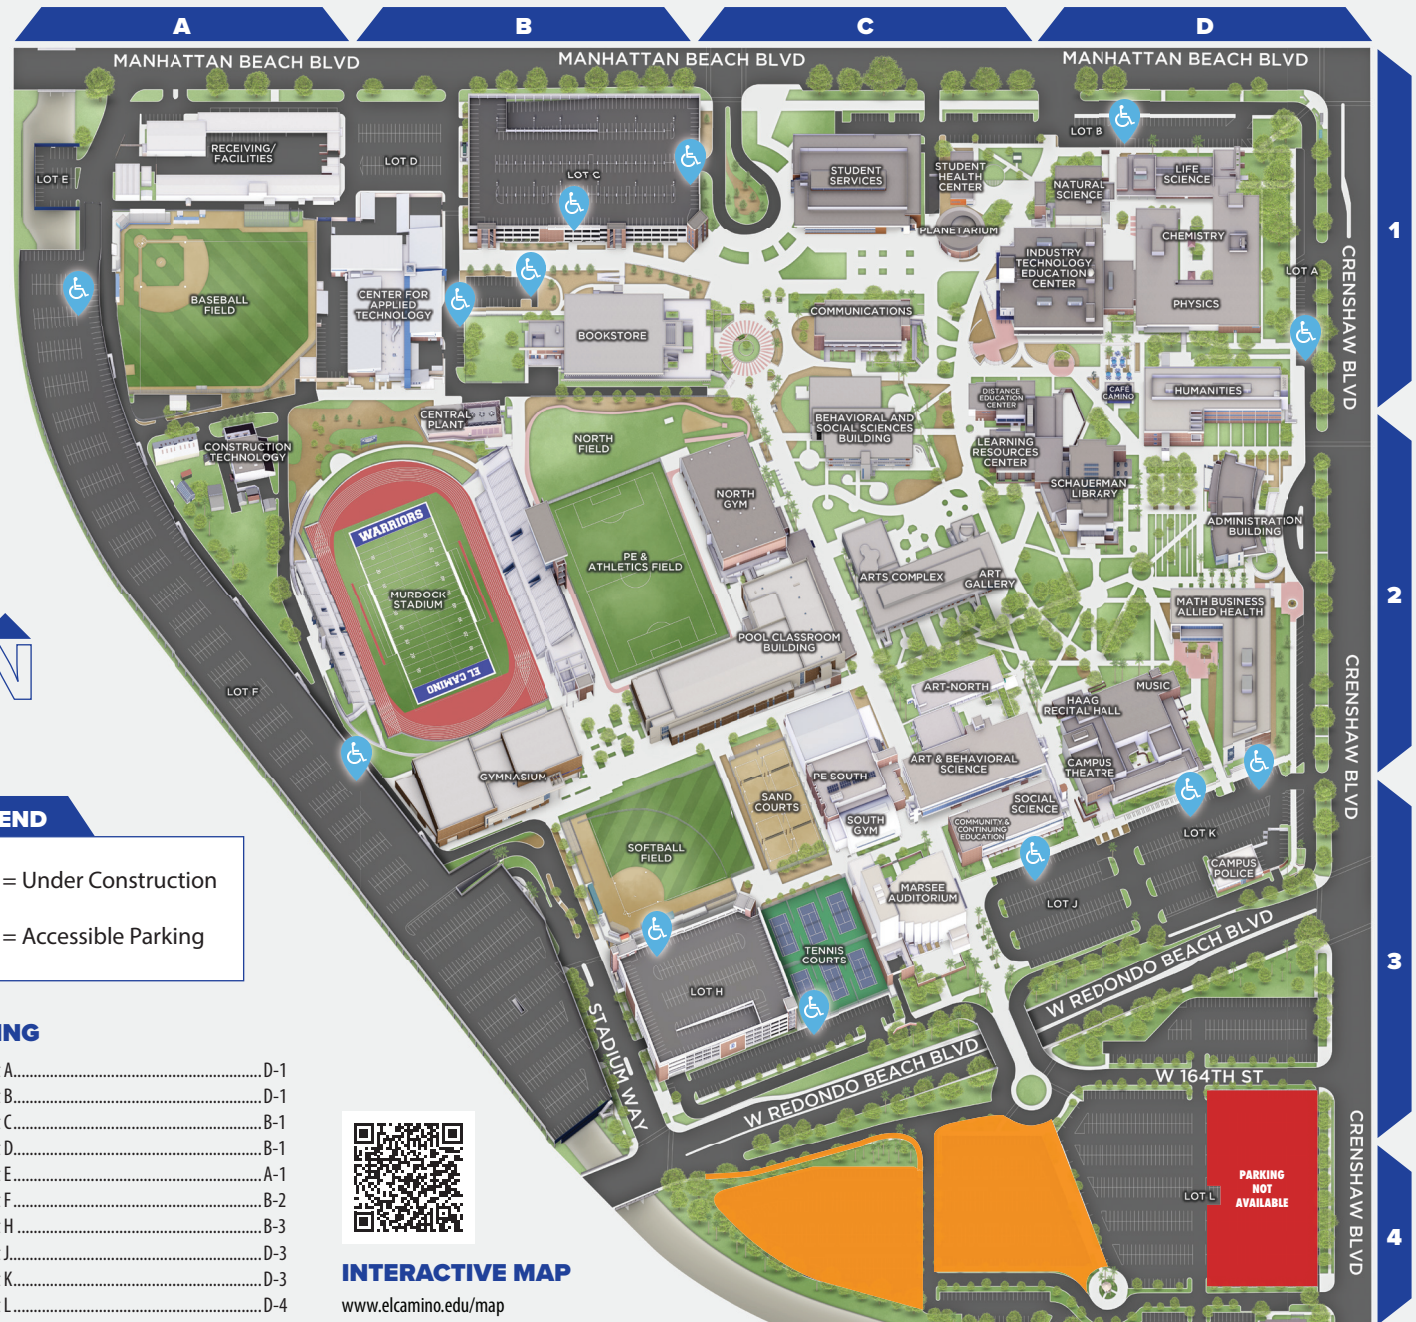 A
B
C
D
MANHATTAN BEACH BLVD
MANHATTAN BEACH BLVD
MANHATTAN BEACH BLVD
1
2
3
4
LOT E
RECEIVING/
FACILITIES
LOT D
LOT C
STUDENT
SERVICES
STUDENT
HEALTH
CENTER
PLANETARIUM
LOT B
NATURAL
SCIENCE
LIFE
SCIENCE
CHEMISTRY
PHYSICS
INDUSTRY
TECHNOLOGY
EDUCATION
CENTER
LOT A
CRENSHAW BLVD
BASEBALL
FIELD
CENTER FOR
APPLIED
TECHNOLOGY
BOOKSTORE
COMMUNICATIONS
DISTANCE
EDUCATION
CENTER
CAFÉ
CAMINO
HUMANITIES
CENTRAL
PLANT
CONSTRUCTION
TECHNOLOGY
NORTH
FIELD
BEHAVIORAL AND
SOCIAL SCIENCES
BUILDING
LEARNING
RESOURCES
CENTER
SCHAUERMAN
LIBRARY
NORTH
GYM
ADMINISTRATION
BUILDING
WARRIORS
MURDOCK
STADIUM
EL CAMINO
PE &
ATHLETICS FIELD
ARTS COMPLEX
ART
GALLERY
MATH BUSINESS
ALLIED HEALTH
POOL CLASSROOM
BUILDING
N
LOT F
ART-NORTH
HAAG
RECITAL HALL
MUSIC
CRENSHAW BLVD
GYMNASIUM
SAND
COURTS
PE SOUTH
ART & BEHAVIORAL
SCIENCE
CAMPUS
THEATRE
SOUTH
GYM
SOCIAL
SCIENCE
COMMUNITY &
CONTINUING
EDUCATION
LOT K
CAMPUS
POLICE
SOFTBALL
FIELD
MARSEE
AUDITORIUM
LOT J
TENNIS
COURTS
LOT H
W REDONDO BEACH BLVD
STADIUM WAY
W REDONDO BEACH BLVD
W 164TH ST
CRENSHAW BLVD
LOT L
PARKING
NOT
AVAILABLE
END
= Under Construction
= Accessible Parking
ING
A..........D-1
B..........D-1
C..........B-1
D..........B-1
E..........A-1
F..........B-2
H..........B-3
J..........D-3
K..........D-3
L..........D-4
INTERACTIVE MAP
www.elcamino.edu/map